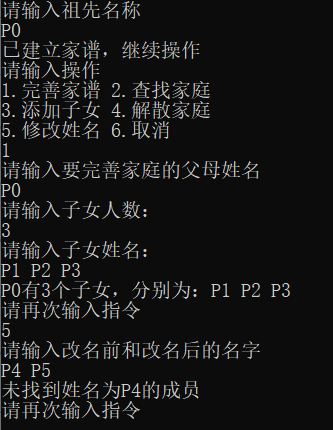 请输入祖先名称
P0
已建立家谱，继续操作
请输入操作
1.完善家谱 2.查找家庭
3.添加子女 4.解散家庭
5.修改姓名 6.取消
1
请输入要完善家庭的父母姓名
P0
请输入子女人数：
3
请输入子女姓名：
P1 P2 P3
P0有3个子女，分别为：P1 P2 P3
请再次输入指令
5
请输入改名前和改名后的名字
P4 P5
未找到姓名为P4的成员
请再次输入指令